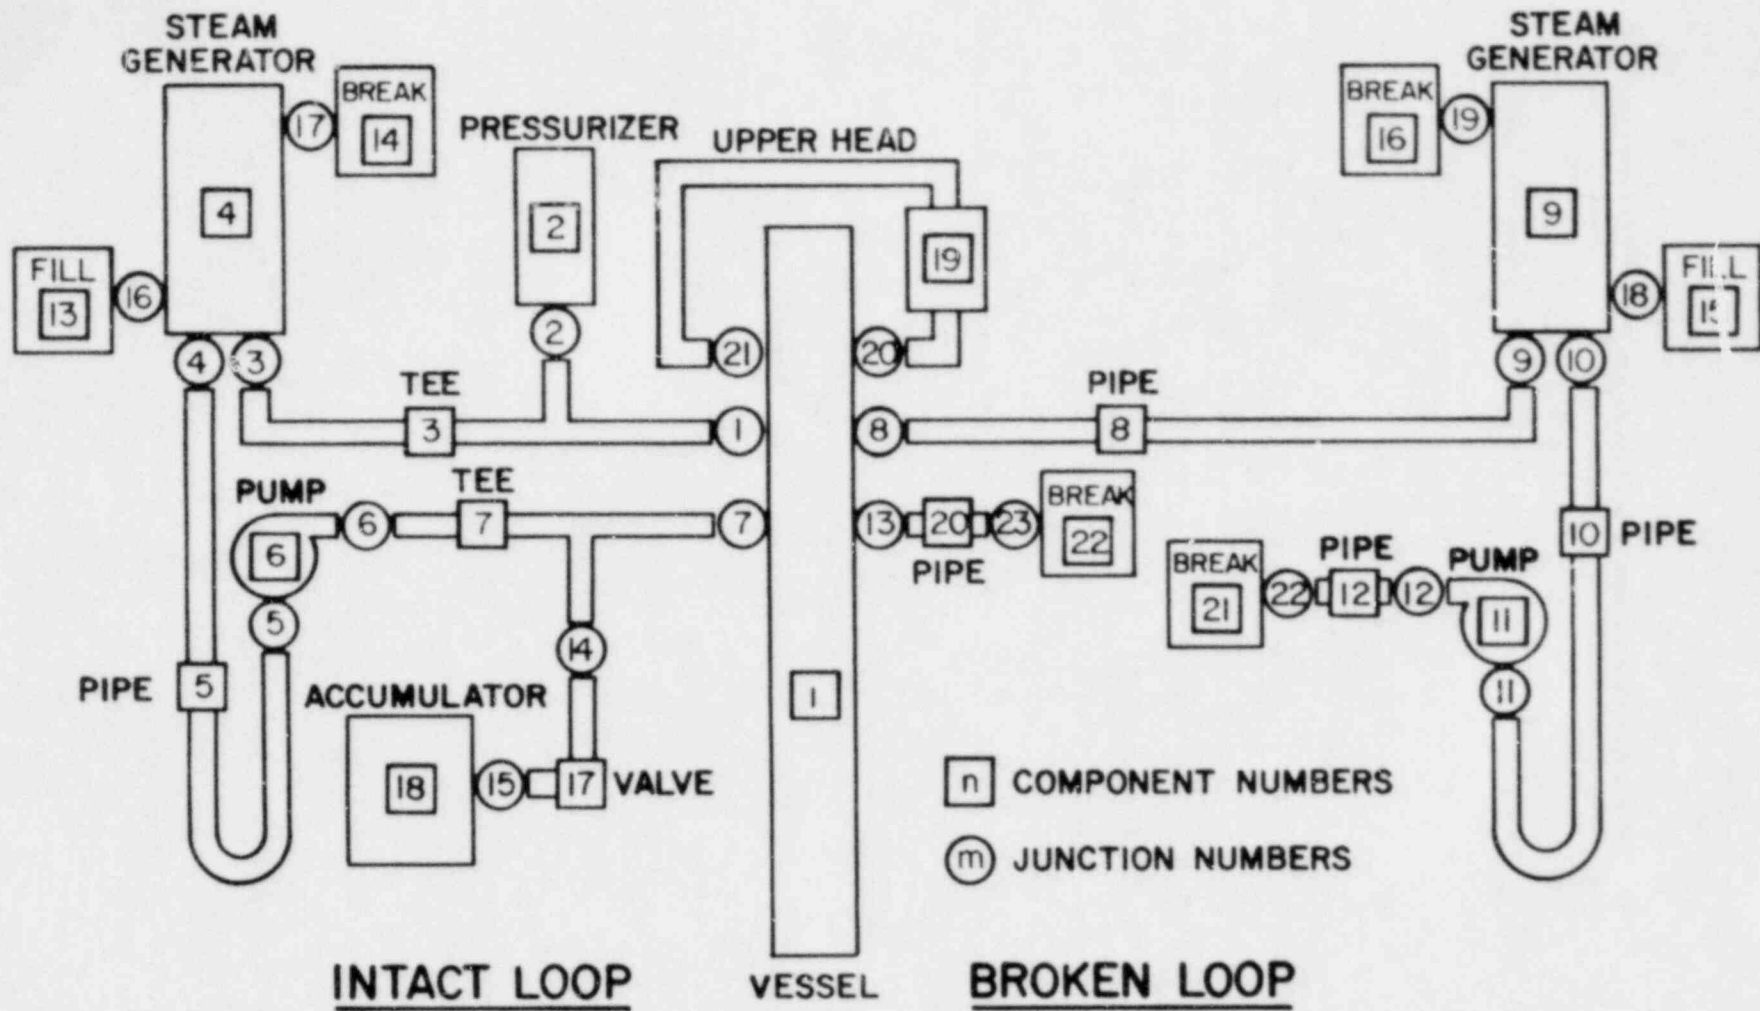 STEAM
GENERATOR
BREAK
14
17
4
FILL
13
16
4
3
PRESSURIZER
2
2
UPPER HEAD
19
21
20
STEAM
GENERATOR
BREAK
16
19
9
FILL
18
9
10
TEE
3
1
8
PIPE
8
PUMP
6
6
5
TEE
7
7
13
20
23
PIPE
BREAK
22
BREAK
21
22
PIPE
12
12
PUMP
11
11
10
PIPE
PIPE
5
14
ACCUMULATOR
18
15
17
VALVE
1
n COMPONENT NUMBERS
m JUNCTION NUMBERS
INTACT LOOP
VESSEL
BROKEN LOOP